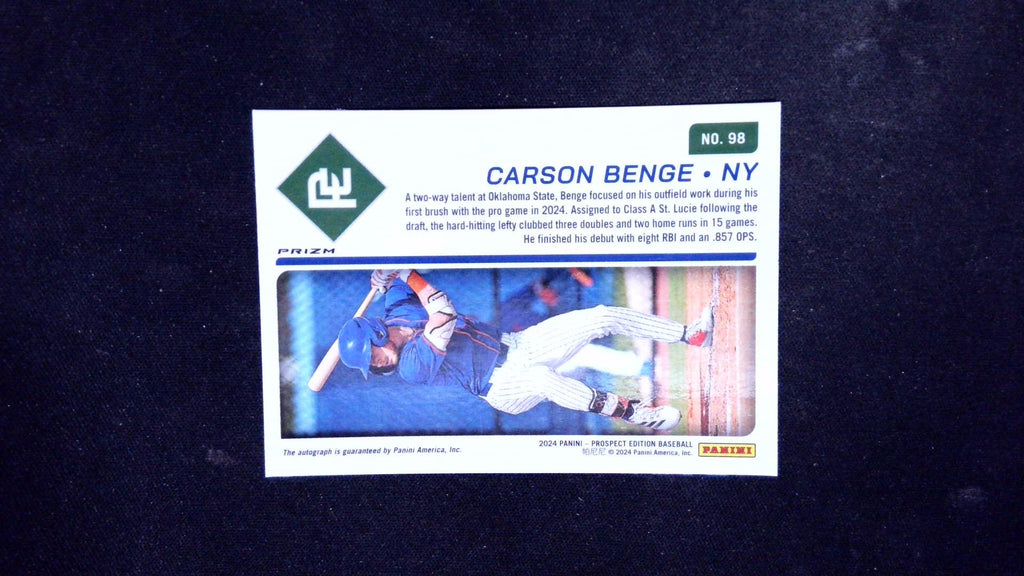 NO. 98
CARSON BENGE • NY
A two-way talent at Oklahoma State, Benge focused on his outfield work during his
first brush with the pro game in 2024. Assigned to Class A St. Lucie following the
draft, the hard-hitting lefty clubbed three doubles and two home runs in 15 games.
He finished his debut with eight RBI and an .857 OPS.
PE
PRIZM
The autograph is guaranteed by Panini America, Inc.
2024 PANINI – PROSPECT EDITION BASEBALL
帕尼尼 © 2024 Panini America, Inc.
PANINI